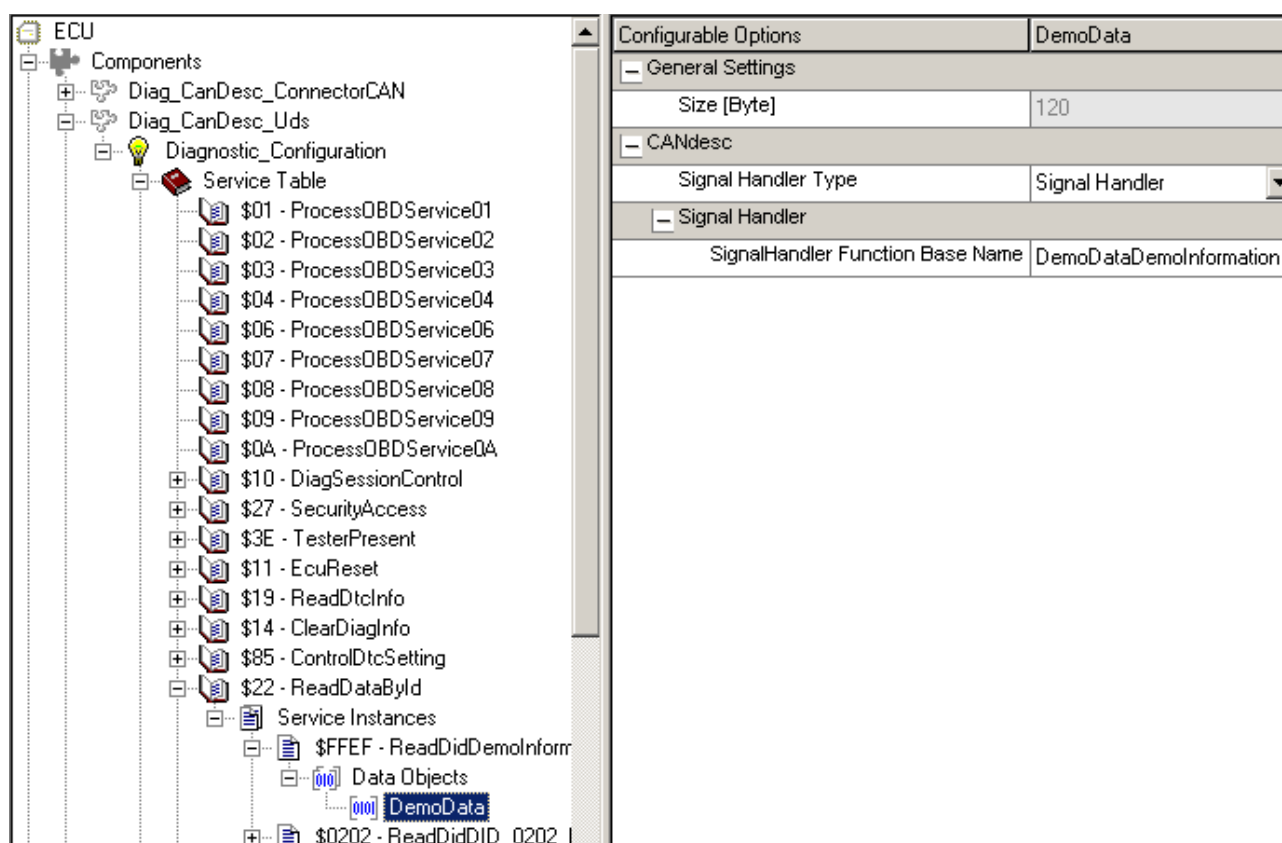 ECU
Components
Diag_CanDesc_ConnectorCAN
Diag_CanDesc_Uds
Diagnostic_Configuration
Service Table
$01 - ProcessOBDService01
$02 - ProcessOBDService02
$03 - ProcessOBDService03
$04 - ProcessOBDService04
$06 - ProcessOBDService06
$07 - ProcessOBDService07
$08 - ProcessOBDService08
$09 - ProcessOBDService09
$0A - ProcessOBDService0A
$10 - DiagSessionControl
$27 - SecurityAccess
$3E - TesterPresent
$11 - EcuReset
$19 - ReadDtcInfo
$14 - ClearDiagInfo
$85 - ControlDtcSetting
$22 - ReadDataById
Service Instances
$FFEF - ReadDidDemoInform
Data Objects
DemoData
$0202 - ReadDidDID_0202_
Configurable Options DemoData
General Settings
Size [Byte] 120
CANdesc
Signal Handler Type Signal Handler
Signal Handler
SignalHandler Function Base Name DemoDataDemoInformation